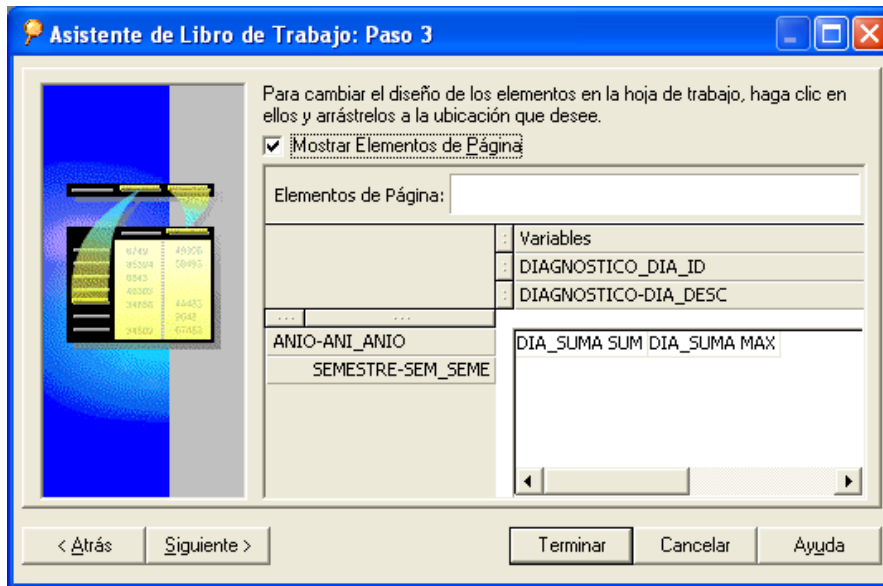 Asistente de Libro de Trabajo: Paso 3
Para cambiar el diseño de los elementos en la hoja de trabajo, haga clic en
ellos y arrástrelos a la ubicación que desee.
Mostrar Elementos de Página
Elementos de Página:
Variables
DIAGNOSTICO_DIA_ID
DIAGNOSTICO-DIA_DESC
ANIO-ANI_ANIO
SEMESTRE-SEM_SEME
DIA_SUMA SUM DIA_SUMA MAX
< Atrás Siguiente > Terminar Cancelar Ayuda